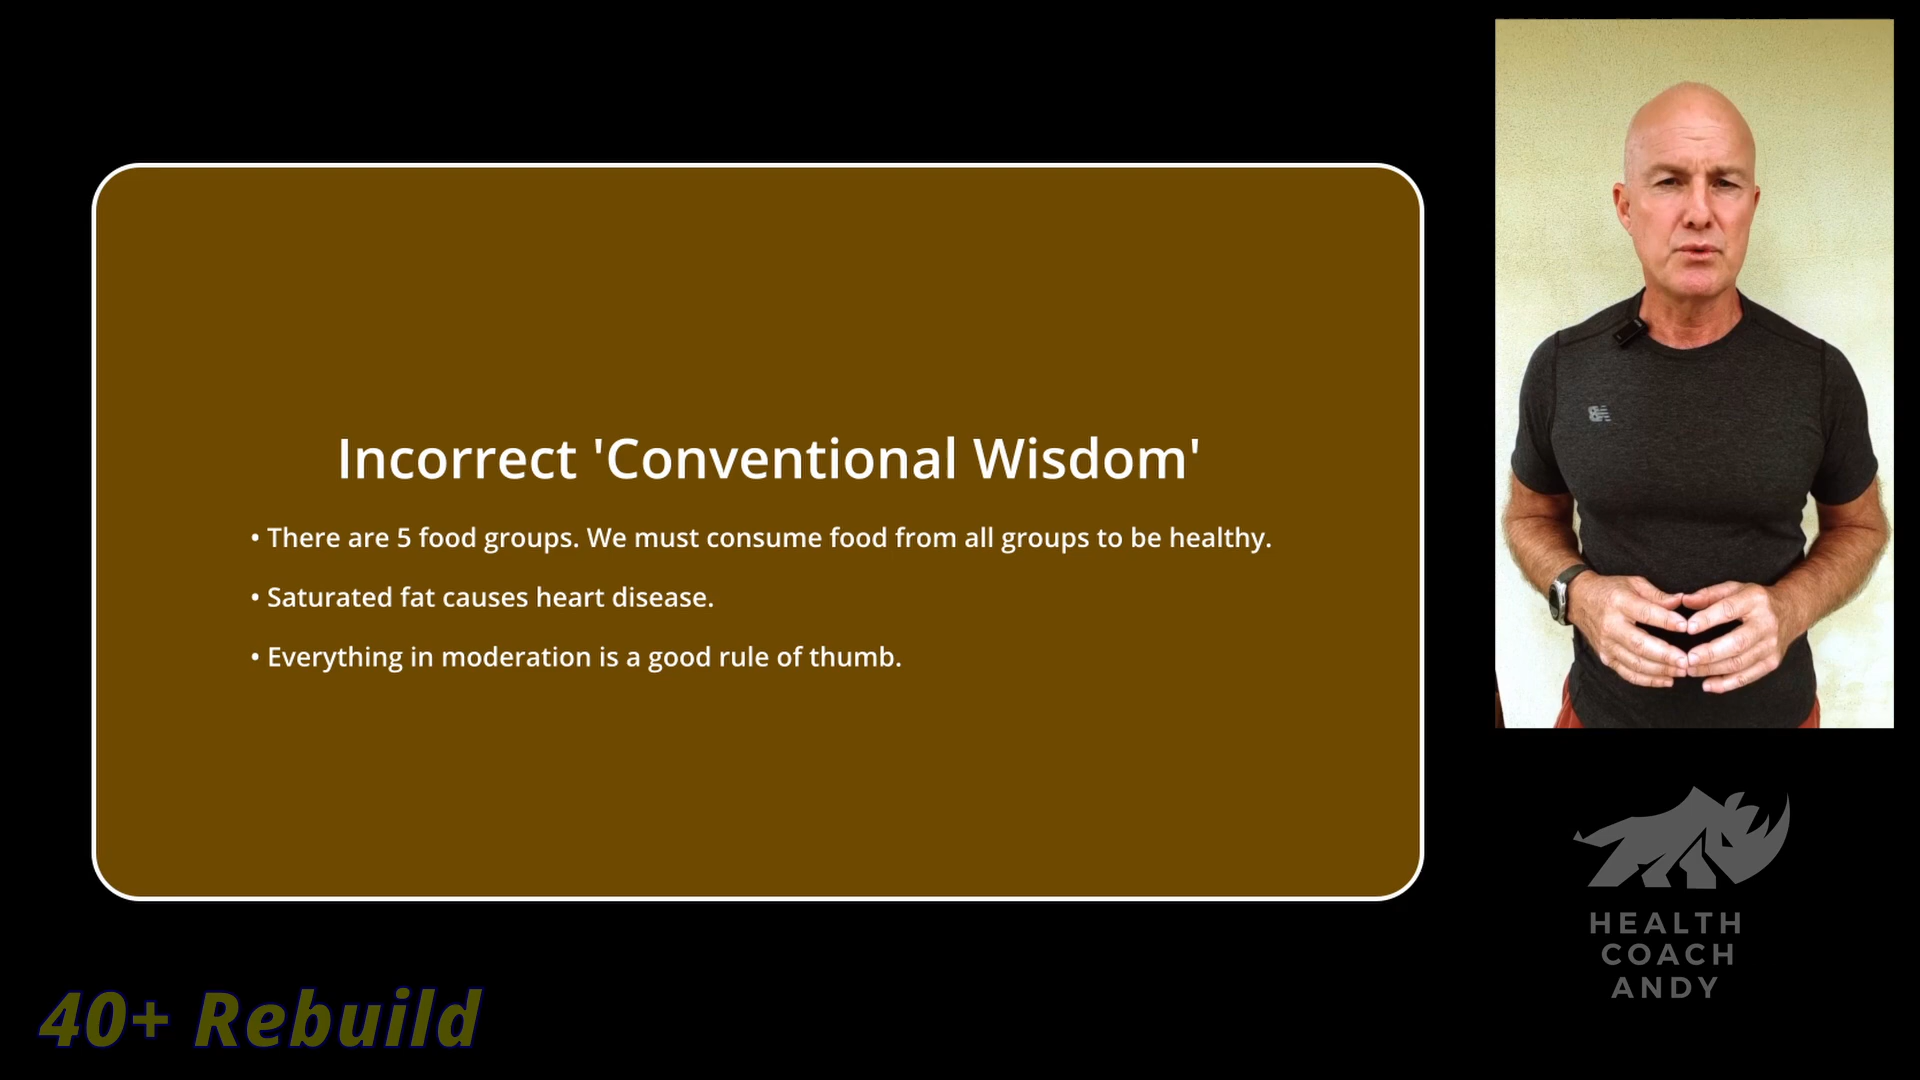 Incorrect 'Conventional Wisdom'
• There are 5 food groups. We must consume food from all groups to be healthy.
• Saturated fat causes heart disease.
• Everything in moderation is a good rule of thumb.
HEALTH
COACH
ANDY
40+ Rebuild